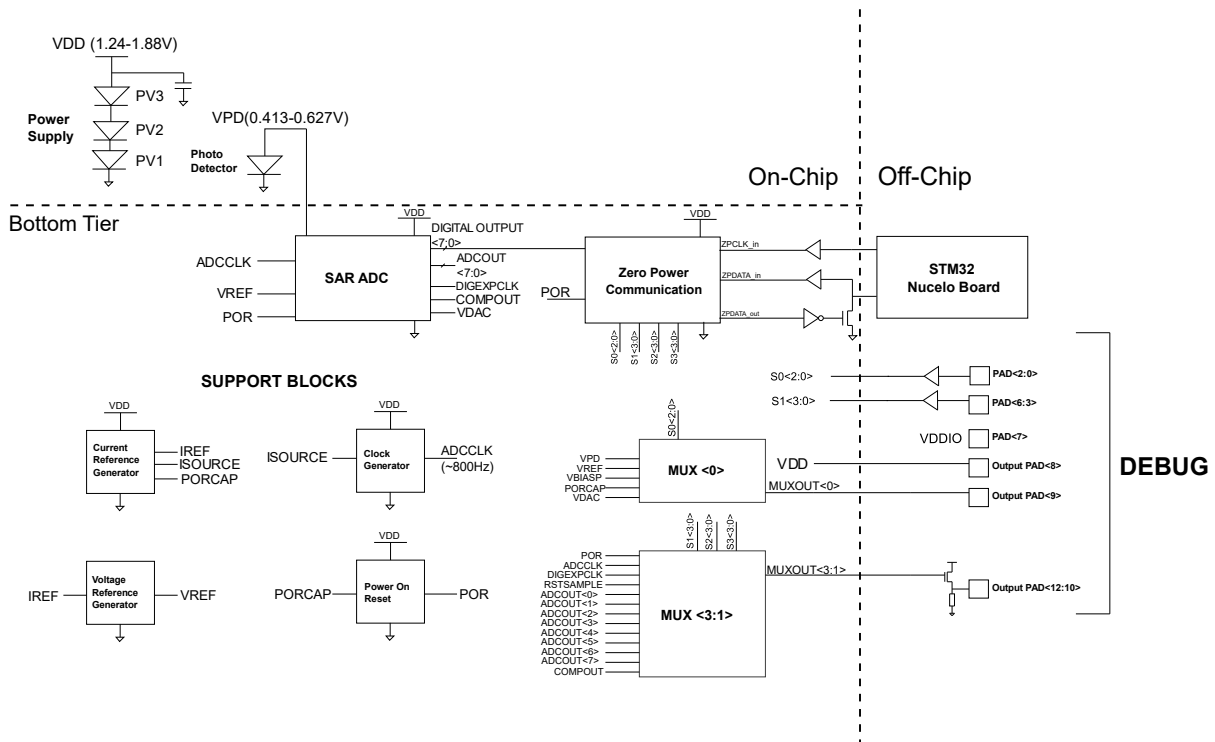 VDD (1.24-1.88V)
PV3
Power
Supply
PV2
PV1
VPD(0.413-0.627V)
Photo
Detector
On-Chip
Off-Chip
Bottom Tier
VDD
DIGITAL OUTPUT
<7:0>
ADCCLK
VREF
POR
SAR ADC
ADCOUT
<7:0>
DIGEXPCLK
COMPOUT
VDAC
VDD
POR
Zero Power
Communication
ZPCLK_in
ZPDATA_in
ZPDATA_out
S0<2:0>
S1<3:0>
S2<3:0>
S3<3:0>
STM32
Nucelo Board
SUPPORT BLOCKS
VDD
Current
Reference
Generator
IREF
ISOURCE
PORCAP
VDD
ISOURCE
Clock
Generator
ADCCLK
(~800Hz)
IREF
Voltage
Reference
Generator
VREF
VDD
PORCAP
Power On
Reset
POR
S0<2:0>
VPD
VREF
VBIASP
PORCAP
VDAC
MUX <0>
MUXOUT<0>
S1<3:0>
S2<3:0>
S3<3:0>
POR
ADCCLK
DIGEXPCLK
RSTSAMPLE
ADCOUT<0>
ADCOUT<1>
ADCOUT<2>
ADCOUT<3>
ADCOUT<4>
ADCOUT<5>
ADCOUT<6>
ADCOUT<7>
COMPOUT
MUX <3:1>
MUXOUT<3:1>
S0<2:0>
PAD<2:0>
S1<3:0>
PAD<6:3>
VDDIO
PAD<7>
VDD
Output PAD<8>
Output PAD<9>
Output PAD<12:10>
DEBUG